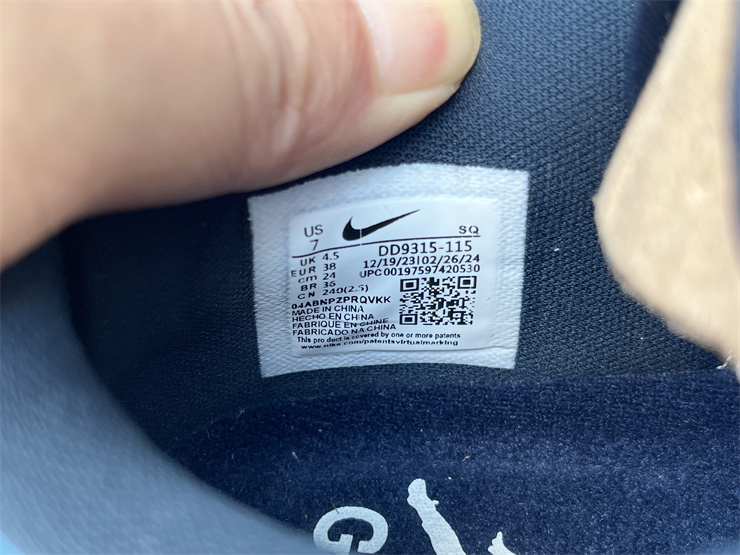 US
7
SQ
UK 4.5
DD9315-115
EUR 38
12/19/23|02/26/24
cm 24
UPC00197597420530
BR 36
CN 240(2.5)
04ABNPZPRQVKK
MADE IN CHINA
HECHO EN CHINA
FABRIQUE EN CHINE
FABRICADO NA CHINA
This product is covered by one or more patents
www.nike.com/patentsvirtualmarking
G